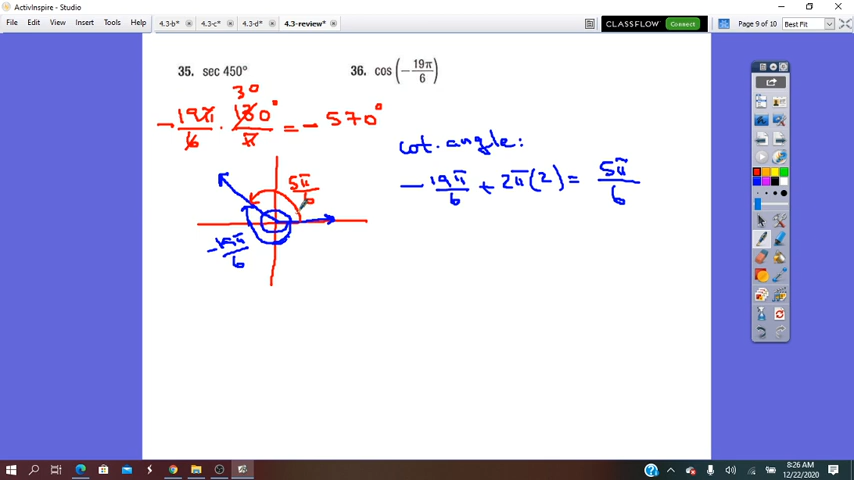 ActivInspire - Studio
File Edit View Insert Tools Help
4.3-b* 4.3-c* 4.3-d* 4.3-review*
CLASSFLOW Connect
Page 9 of 10
Best Fit
35. sec 450°
36. cos (-19π/6)
30
-19π/6 · 180°/π = -570°
cot. angle:
-19π/6 + 2π(2) = 5π/6
5π/6
-19π/6
8:26 AM
12/22/2020